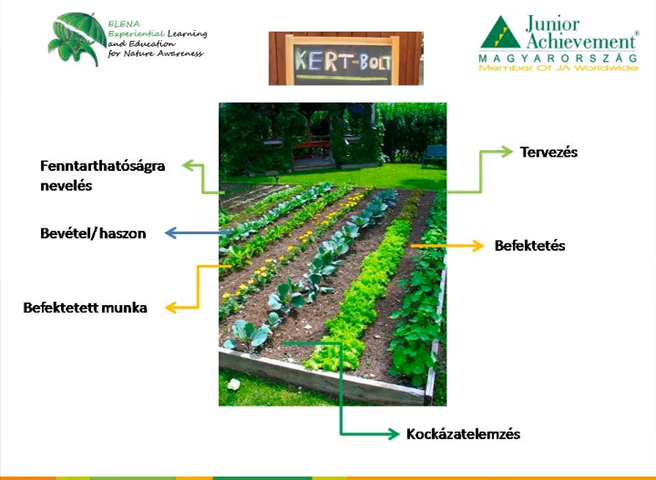 ELENA
Experiential Learning
and Education
for Nature Awareness
KERT-BOLT
Junior
Achievement®
MAGYARORSZÁG
Member Of JA Worldwide
Fenntarthatóságra
nevelés
Tervezés
Bevétel/haszon
Befektetés
Befektetett munka
Kockázatelemzés